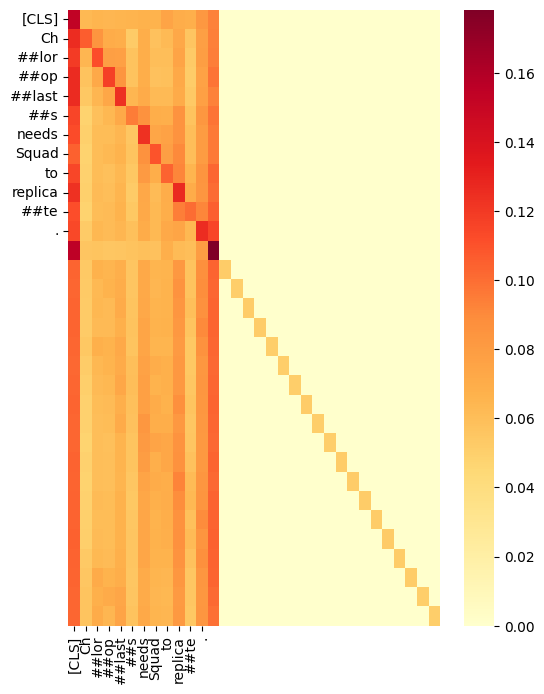 [CLS]
Ch
##lor
##op
##last
##s
needs
Squad
to
replica
##te
.
[CLS]
Ch
##lor
##op
##last
##s
needs
Squad
to
replica
##te
.
0.16
0.14
0.12
0.10
0.08
0.06
0.04
0.02
0.00